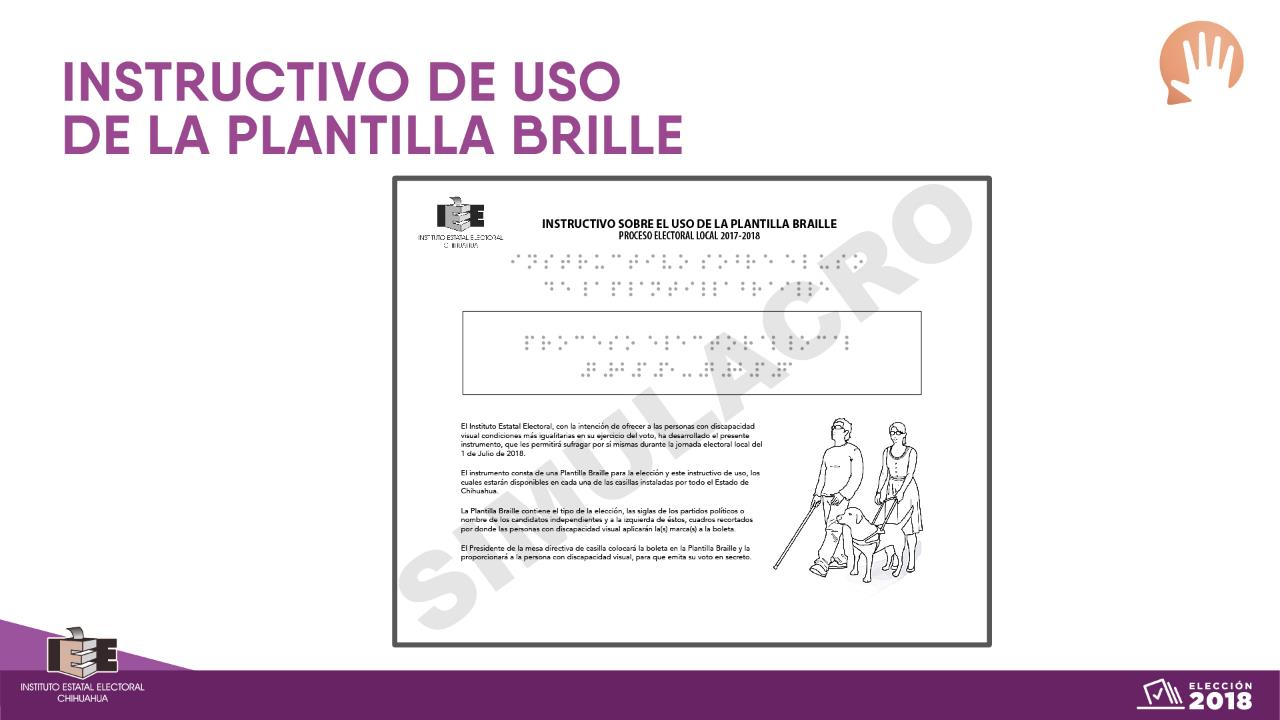 INSTRUCTIVO DE USO
DE LA PLANTILLA BRILLE
IEE
INSTITUTO ESTATAL ELECTORAL
CHIHUAHUA
INSTRUCTIVO SOBRE EL USO DE LA PLANTILLA BRAILLE
PROCESO ELECTORAL LOCAL 2017-2018
SIMULACRO
El Instituto Estatal Electoral, con la intención de ofrecer a las personas con discapacidad
visual condiciones más igualitarias en su ejercicio del voto, ha desarrollado el presente
instrumento, que les permitirá sufragar por sí mismas durante la jornada electoral local del
1 de Julio de 2018.
El instrumento consta de una Plantilla Braille para la elección y este instructivo de uso, los
cuales estarán disponibles en cada una de las casillas instaladas por todo el Estado de
Chihuahua.
La Plantilla Braille contiene el tipo de la elección, las siglas de los partidos políticos o
nombre de los candidatos independientes y a la izquierda de éstos, cuadros recortados
por donde las personas con discapacidad visual aplicarán la(s) marca(s) a la boleta.
El Presidente de la mesa directiva de casilla colocará la boleta en la Plantilla Braille y la
proporcionará a la persona con discapacidad visual, para que emita su voto en secreto.
IEE
INSTITUTO ESTATAL ELECTORAL
CHIHUAHUA
ELECCIÓN
2018